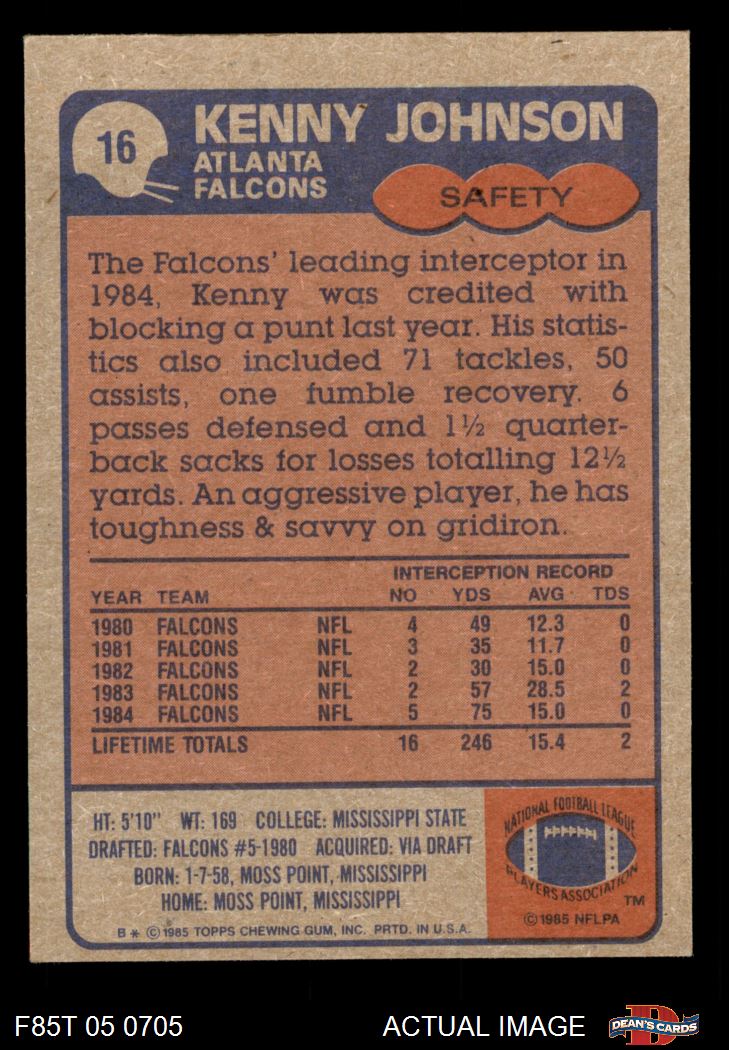 16
KENNY JOHNSON
ATLANTA
FALCONS
SAFETY
The Falcons' leading interceptor in
1984, Kenny was credited with
blocking a punt last year. His statis-
tics also included 71 tackles, 50
assists, one fumble recovery. 6
passes defensed and 1½ quarter-
back sacks for losses totalling 12½
yards. An aggressive player, he has
toughness & savvy on gridiron.
INTERCEPTION RECORD
YEAR TEAM NO YDS AVG TDS
1980 FALCONS NFL 4 49 12.3 0
1981 FALCONS NFL 3 35 11.7 0
1982 FALCONS NFL 2 30 15.0 0
1983 FALCONS NFL 2 57 28.5 2
1984 FALCONS NFL 5 75 15.0 0
LIFETIME TOTALS 16 246 15.4 2
HT: 5'10" WT: 169 COLLEGE: MISSISSIPPI STATE
DRAFTED: FALCONS #5-1980 ACQUIRED: VIA DRAFT
BORN: 1-7-58, MOSS POINT, MISSISSIPPI
HOME: MOSS POINT, MISSISSIPPI
B * © 1985 TOPPS CHEWING GUM, INC. PRTD. IN U.S.A.
NATIONAL FOOTBALL LEAGUE
PLAYERS ASSOCIATION
TM
© 1985 NFLPA
F85T 05 0705
ACTUAL IMAGE
D
DEAN'S CARDS